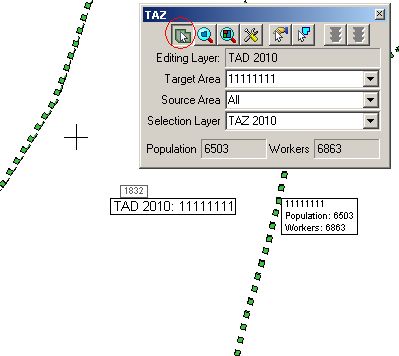 TAZ
Editing Layer: TAD 2010
Target Area 11111111
Source Area All
Selection Layer TAZ 2010
Population 6503 Workers 6863
1832
TAD 2010: 11111111
11111111
Population: 6503
Workers: 6863